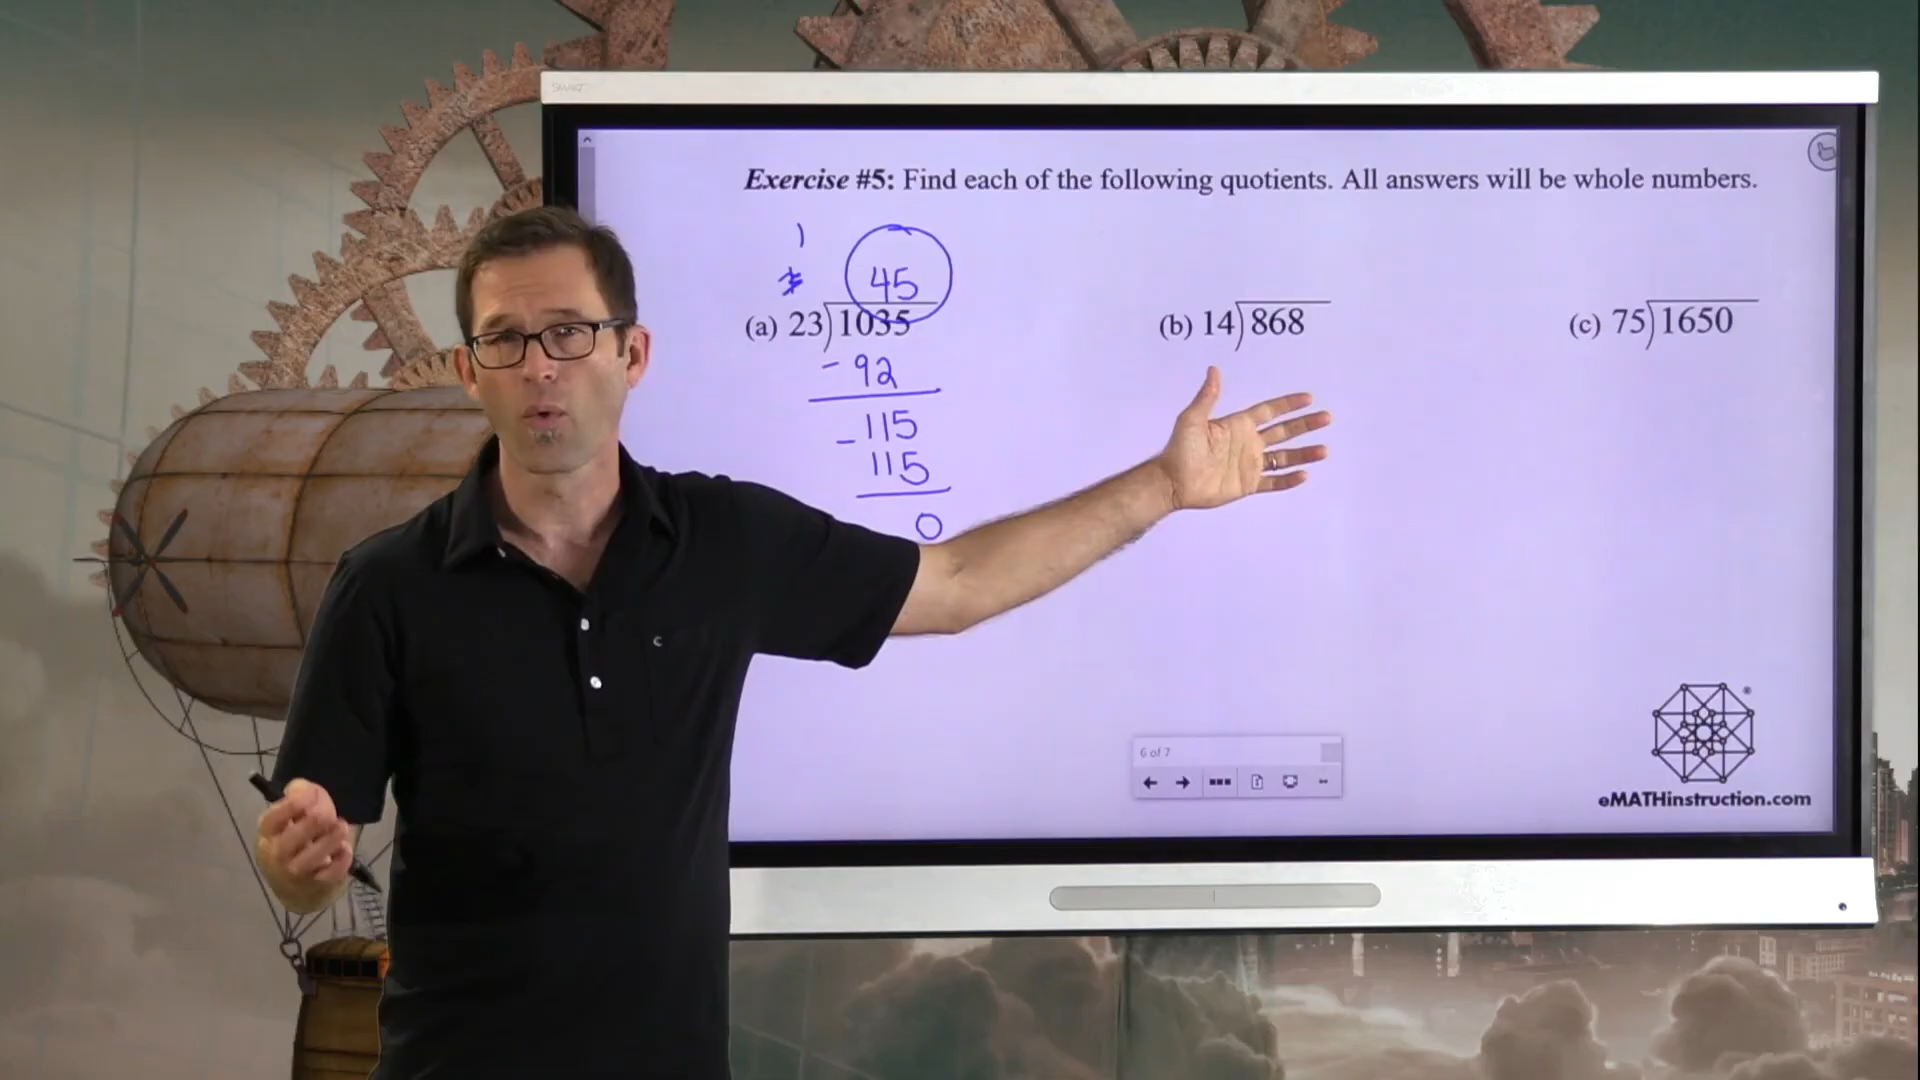 SMART
Exercise #5: Find each of the following quotients. All answers will be whole numbers.
1
45
(a) 23)1035
- 92
- 115
115
0
(b) 14)868
(c) 75)1650
6 of 7
eMATHinstruction.com